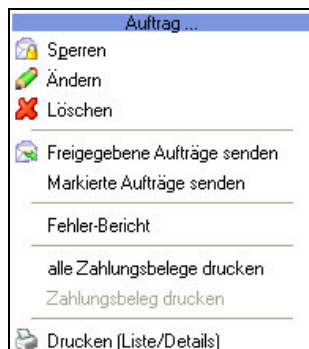 Auftrag ...
Sperren
Ändern
Löschen
Freigegebene Aufträge senden
Markierte Aufträge senden
Fehler-Bericht
alle Zahlungsbelege drucken
Zahlungsbeleg drucken
Drucken (Liste/Details)